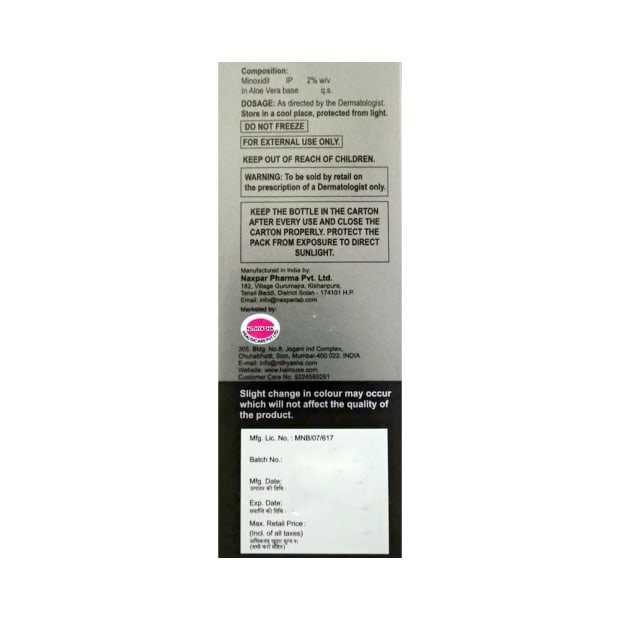 Composition:
Minoxidil IP 2% w/v
In Aloe Vera base q.s.
DOSAGE: As directed by the Dermatologist.
Store in a cool place, protected from light.
DO NOT FREEZE
FOR EXTERNAL USE ONLY.
KEEP OUT OF REACH OF CHILDREN.
WARNING: To be sold by retail on
the prescription of a Dermatologist only.
KEEP THE BOTTLE IN THE CARTON
AFTER EVERY USE AND CLOSE THE
CARTON PROPERLY. PROTECT THE
PACK FROM EXPOSURE TO DIRECT
SUNLIGHT.
Manufactured in India by:
Naxpar Pharma Pvt. Ltd.
182, Village Gurumajra, Kishanpura,
Tehsil Baddi, District Solan - 174101 H.P.
Email: info@naxparlab.com
Marketed by:
NITHYASHA
HEALTHCARE PVT. LTD.
305, Bldg. No.8, Jogani Ind Complex,
Chunabhatti, Sion, Mumbai-400 022. INDIA
E-mail: info@nithyasha.com
Website: www.hairouse.com
Customer Care No. 9224585251
Slight change in colour may occur
which will not affect the quality of
the product.
Mfg. Lic. No. : MNB/07/617
Batch No.:
Mfg. Date:
उत्पादन की तिथि :
Exp. Date:
समाप्ति की तिथि :
Max. Retail Price :
(Incl. of all taxes)
अधिकतम खुदरा मूल्य रु.
(सभी करों सहित)